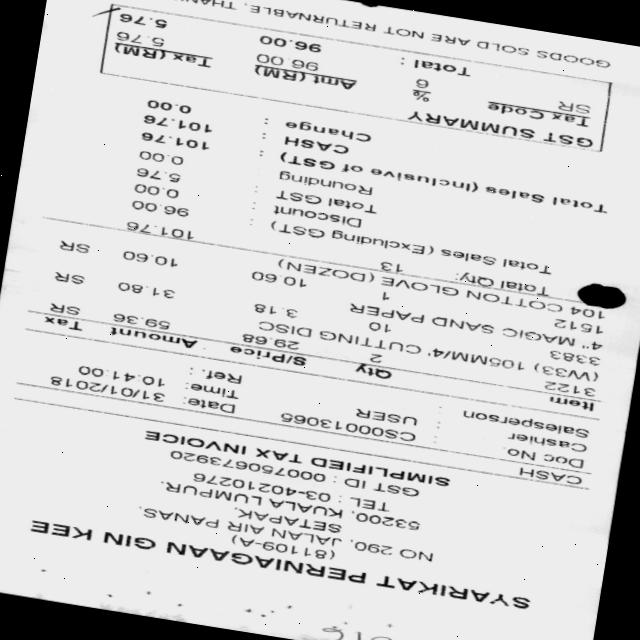 SYARIKAT PERNIAGAAN GIN KEE
(81109-A)
NO 290, JALAN AIR PANAS,
SETAPAK,
53200, KUALA LUMPUR.
TEL : 03-40210276
GST ID : 000750673920
SIMPLIFIED TAX INVOICE
CASH
Doc No. : CS00013065 Date: 31/01/2018
Cashier : USER Time: 10:41:00
Salesperson : Ref. :
Item Qty S/Price Amount Tax
3122 2 29.68 59.36 SR
(W33) 105MM/4' CUTTING DISC
3383 10 3.18 31.80 SR
4" MAGIC SAND PAPER
1512 1 10.60 10.60 SR
104 COTTON GLOVE (DOZEN)
Total Qty: 13 101.76
Total Sales (Excluding GST) : 96.00
Discount : 0.00
Total GST : 5.76
Rounding : 0.00
Total Sales (Inclusive of GST) : 101.76
CASH : 101.76
Change : 0.00
GST SUMMARY
Tax Code % Amt (RM) Tax (RM)
SR 6 96.00 5.76
Total : 96.00 5.76
GOODS SOLD ARE NOT RETURNABLE,